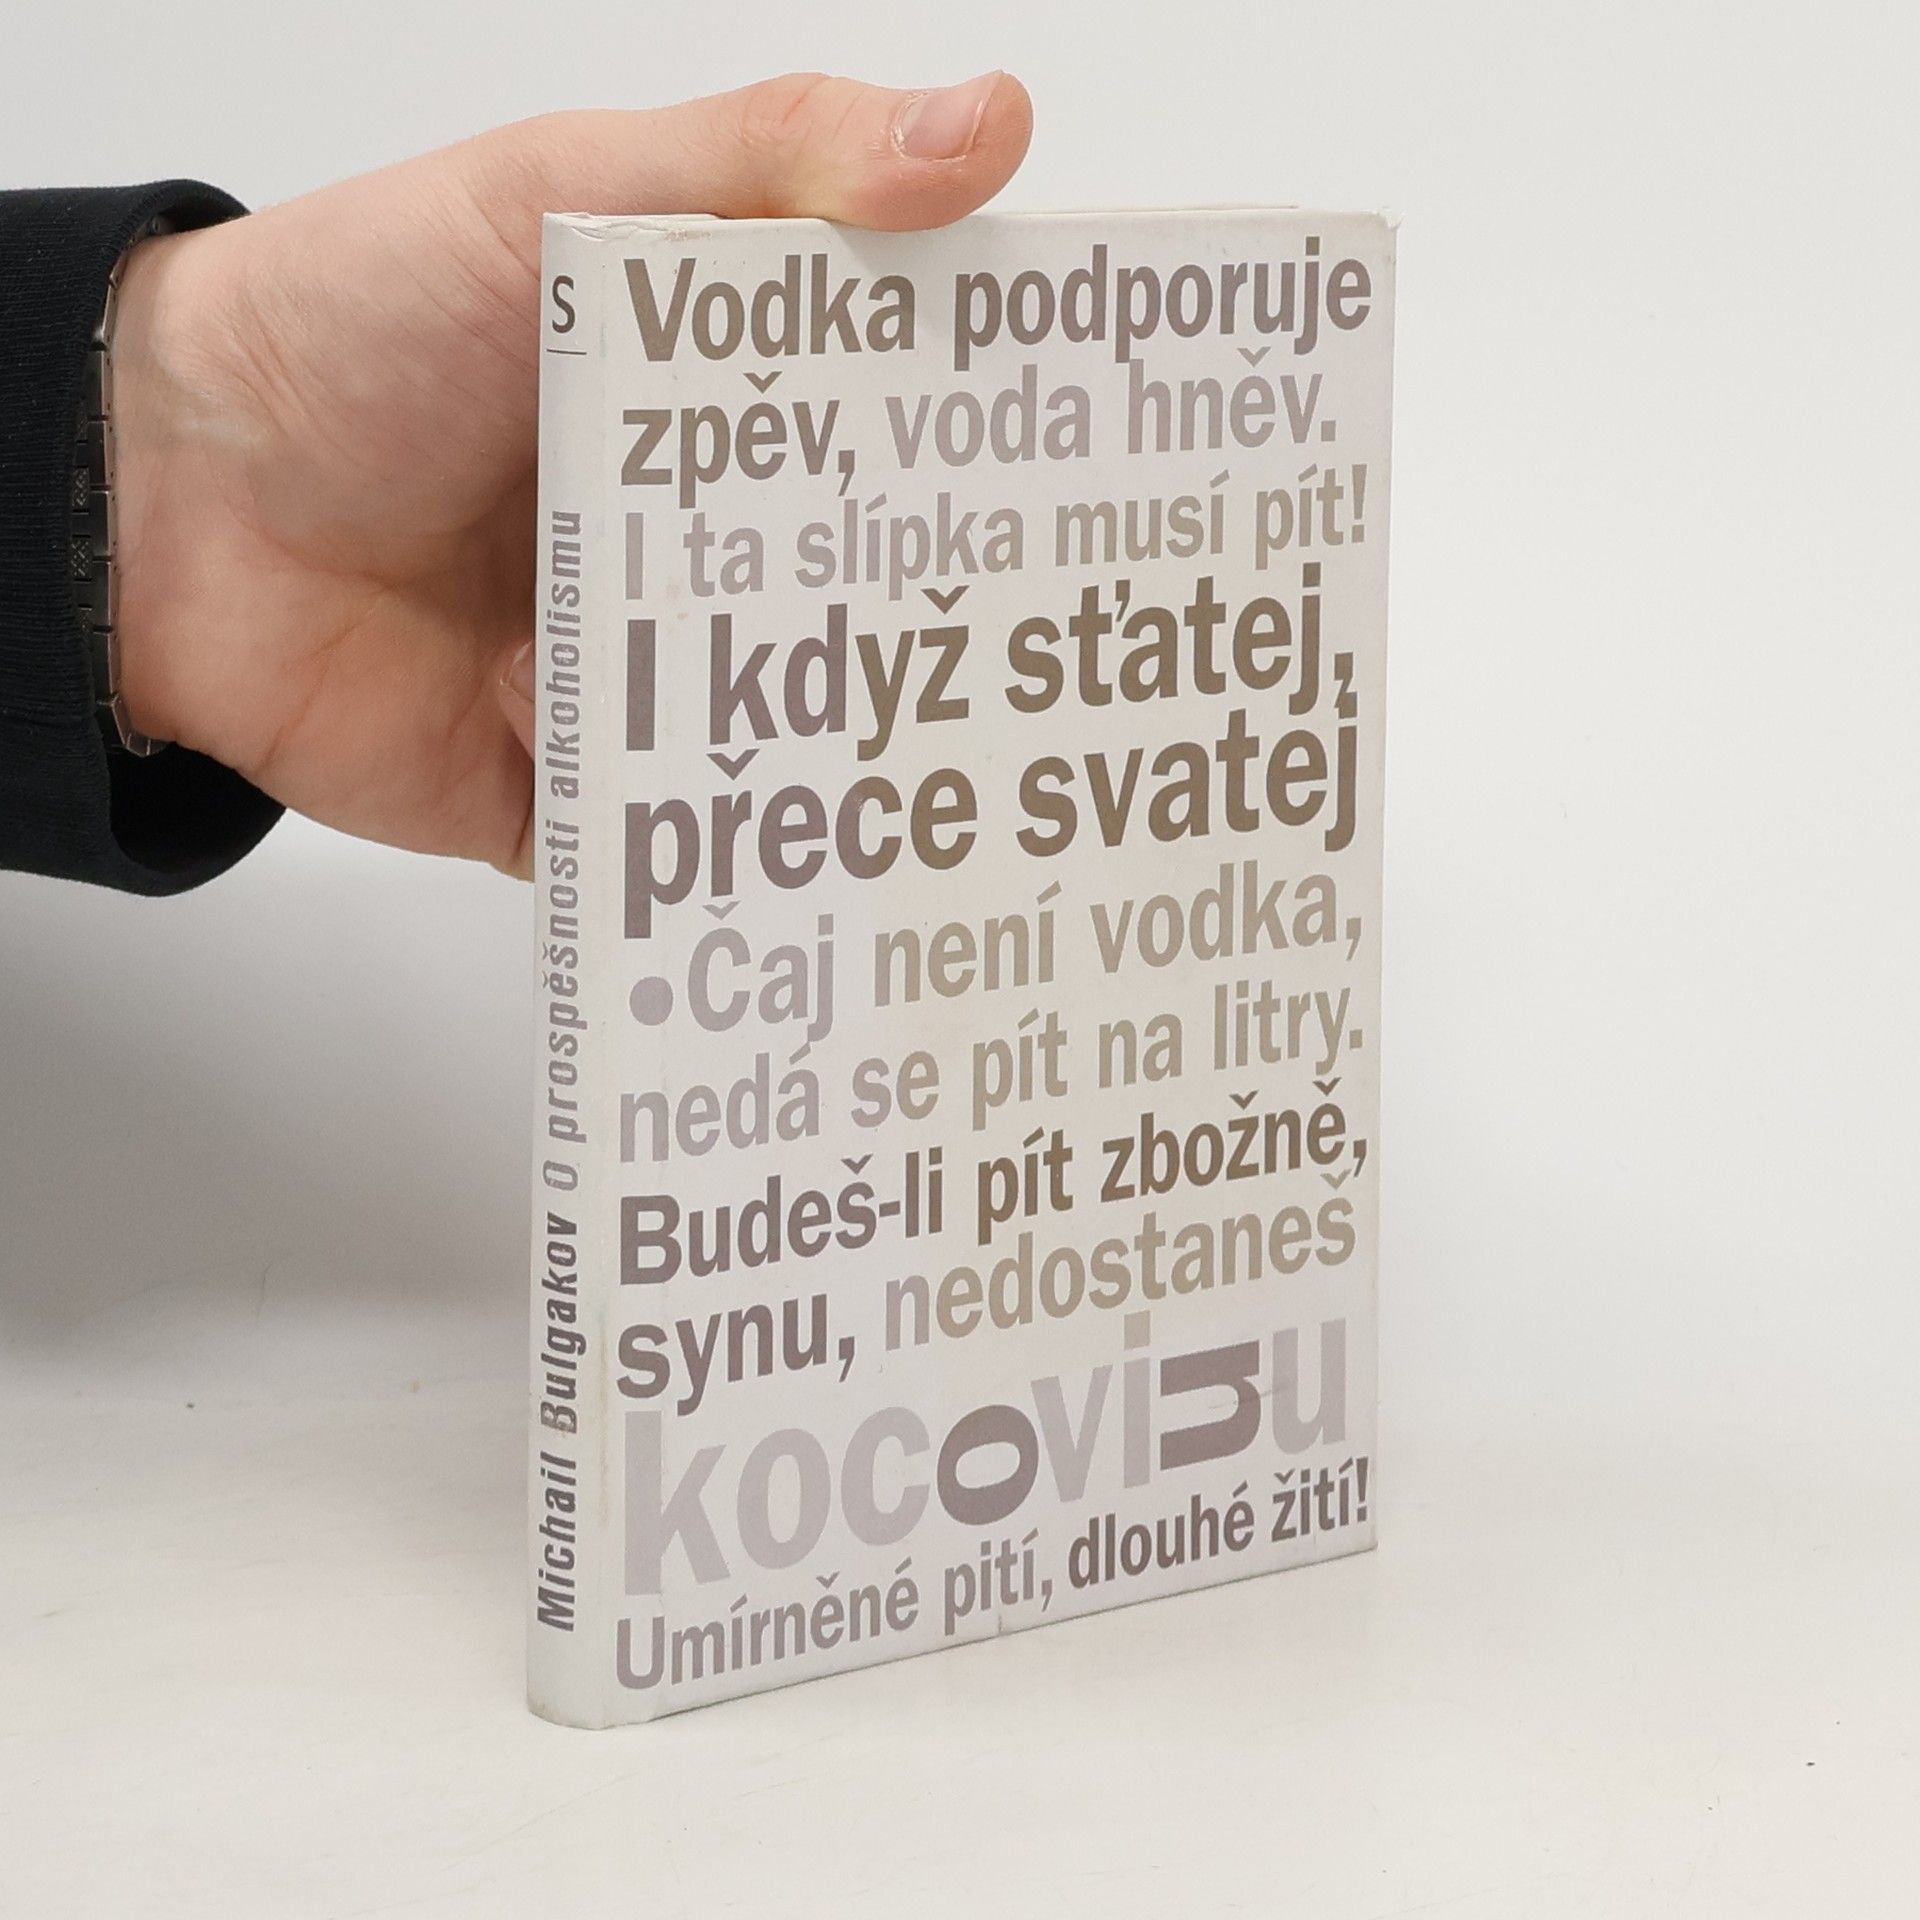 S
Michail Bulgakov O prospěšnosti alkoholismu
Vodka podporuje
zpěv, voda hněv.
I ta slípka musí pít!
I když sťatej,
přece svatej
•Čaj není vodka,
nedá se pít na litry.
Budeš-li pít zbožně,
synu, nedostaneš
kocovinu
Umírněné pití, dlouhé žití!